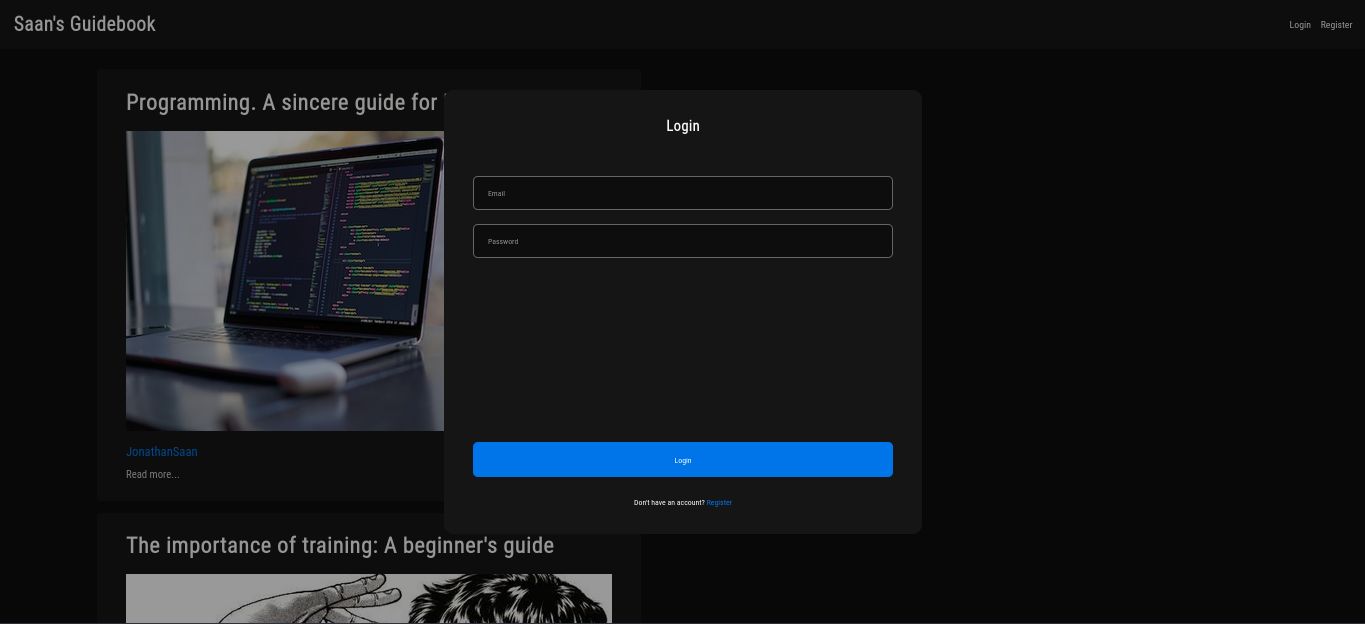 Saan's Guidebook
Login Register
Programming. A sincere guide for
JonathanSaan
Read more...
The importance of training: A beginner's guide
Login
Email
Password
Login
Don't have an account? Register